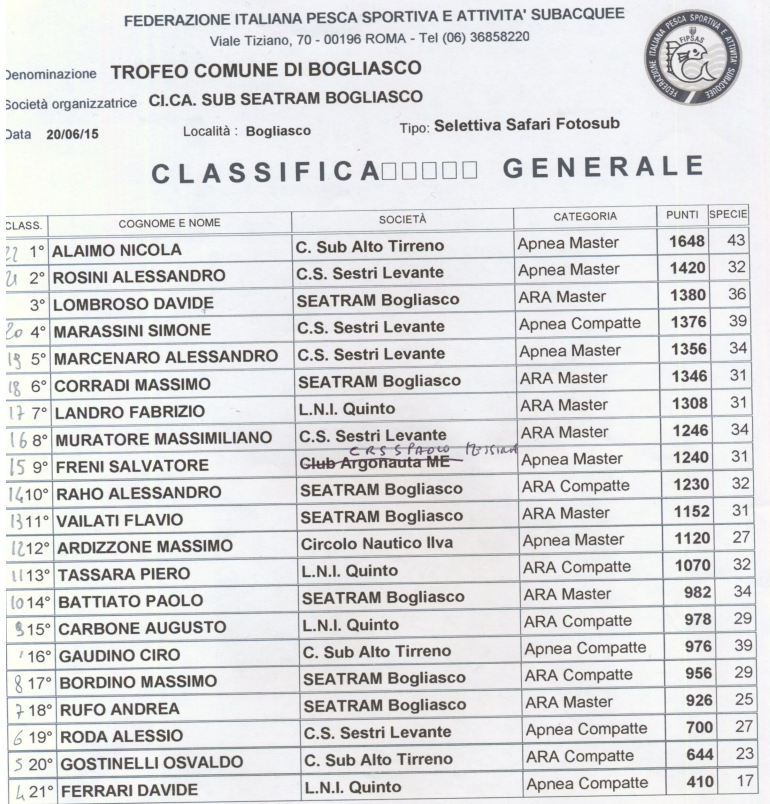 FEDERAZIONE ITALIANA PESCA SPORTIVA E ATTIVITA' SUBACQUEE
Viale Tiziano, 70 - 00196 ROMA - Tel (06) 36858220
FEDERAZIONE ITALIANA PESCA SPORTIVA E ATTIVITÀ SUBACQUEE
FIPSAS
Denominazione TROFEO COMUNE DI BOGLIASCO
Società organizzatrice CI.CA. SUB SEATRAM BOGLIASCO
Data 20/06/15 Località : Bogliasco Tipo: Selettiva Safari Fotosub
CLASSIFICA□□□□□ GENERALE
CLASS. COGNOME E NOME SOCIETÀ CATEGORIA PUNTI SPECIE
22 1° ALAIMO NICOLA C. Sub Alto Tirreno Apnea Master 1648 43
21 2° ROSINI ALESSANDRO C.S. Sestri Levante Apnea Master 1420 32
3° LOMBROSO DAVIDE SEATRAM Bogliasco ARA Master 1380 36
20 4° MARASSINI SIMONE C.S. Sestri Levante Apnea Compatte 1376 39
19 5° MARCENARO ALESSANDRO C.S. Sestri Levante Apnea Master 1356 34
18 6° CORRADI MASSIMO SEATRAM Bogliasco ARA Master 1346 31
17 7° LANDRO FABRIZIO L.N.I. Quinto ARA Master 1308 31
16 8° MURATORE MASSIMILIANO C.S. Sestri Levante ARA Master 1246 34
CRSS PAOLO MESSINA
15 9° FRENI SALVATORE Club Argonauta ME Apnea Master 1240 31
14 10° RAHO ALESSANDRO SEATRAM Bogliasco ARA Compatte 1230 32
13 11° VAILATI FLAVIO SEATRAM Bogliasco ARA Master 1152 31
12 12° ARDIZZONE MASSIMO Circolo Nautico Ilva Apnea Master 1120 27
11 13° TASSARA PIERO L.N.I. Quinto ARA Compatte 1070 32
10 14° BATTIATO PAOLO SEATRAM Bogliasco ARA Master 982 34
9 15° CARBONE AUGUSTO L.N.I. Quinto ARA Compatte 978 29
16° GAUDINO CIRO C. Sub Alto Tirreno Apnea Compatte 976 39
8 17° BORDINO MASSIMO SEATRAM Bogliasco ARA Compatte 956 29
7 18° RUFO ANDREA SEATRAM Bogliasco ARA Master 926 25
6 19° RODA ALESSIO C.S. Sestri Levante Apnea Compatte 700 27
5 20° GOSTINELLI OSVALDO C. Sub Alto Tirreno ARA Compatte 644 23
4 21° FERRARI DAVIDE L.N.I. Quinto Apnea Compatte 410 17